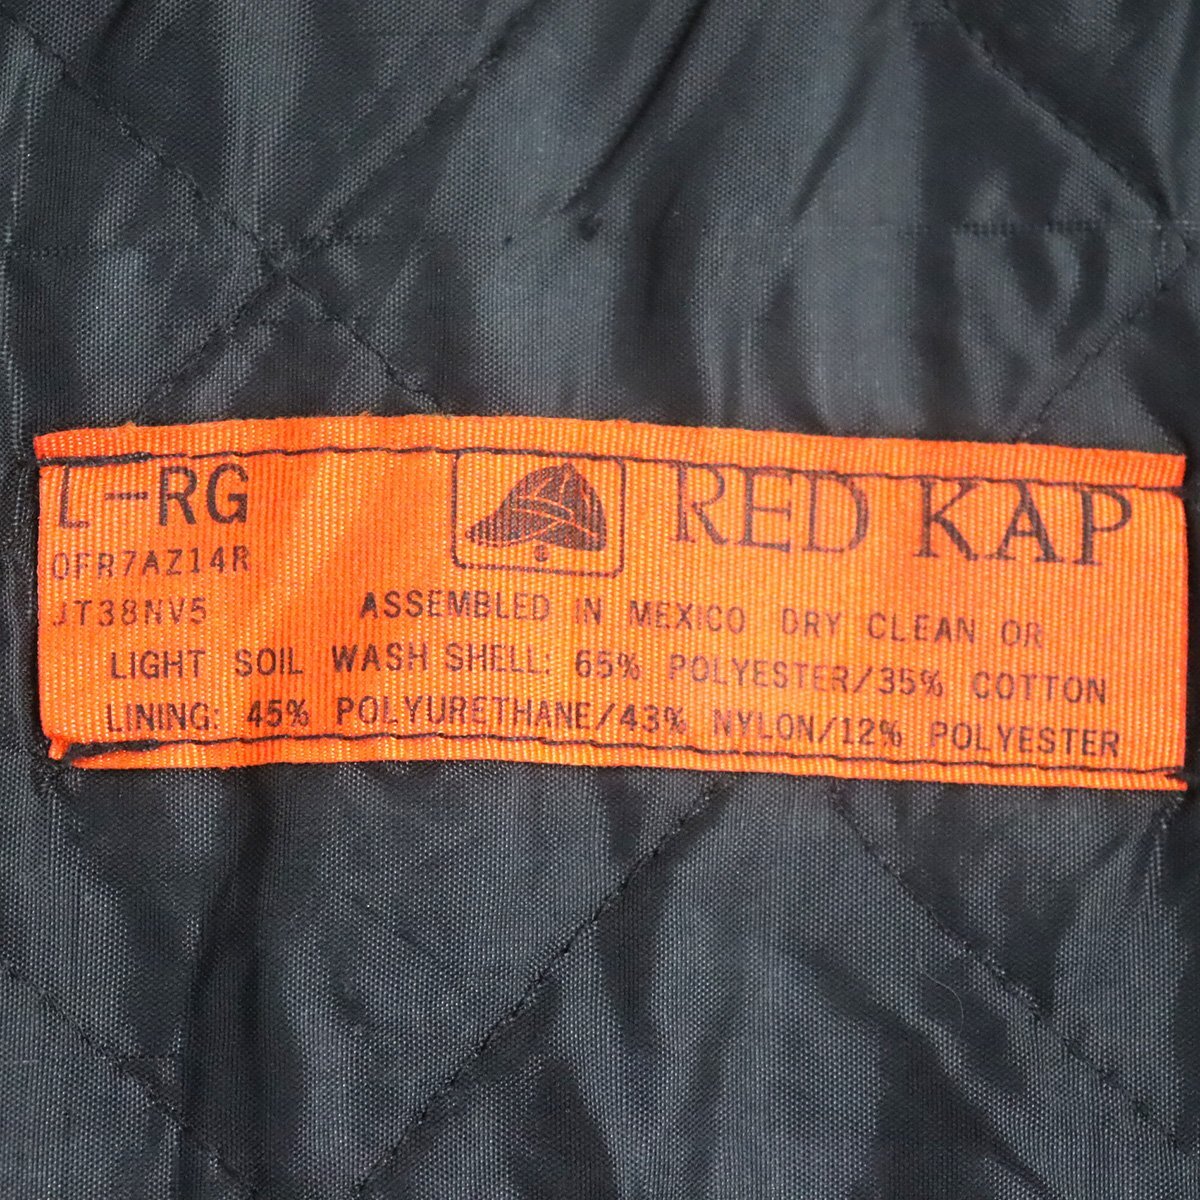 L-RG
RED KAP
®
OFR7AZ14R
JT38NV5
ASSEMBLED IN MEXICO DRY CLEAN OR
LIGHT SOIL WASH SHELL: 65% POLYESTER/35% COTTON
LINING: 45% POLYURETHANE/43% NYLON/12% POLYESTER